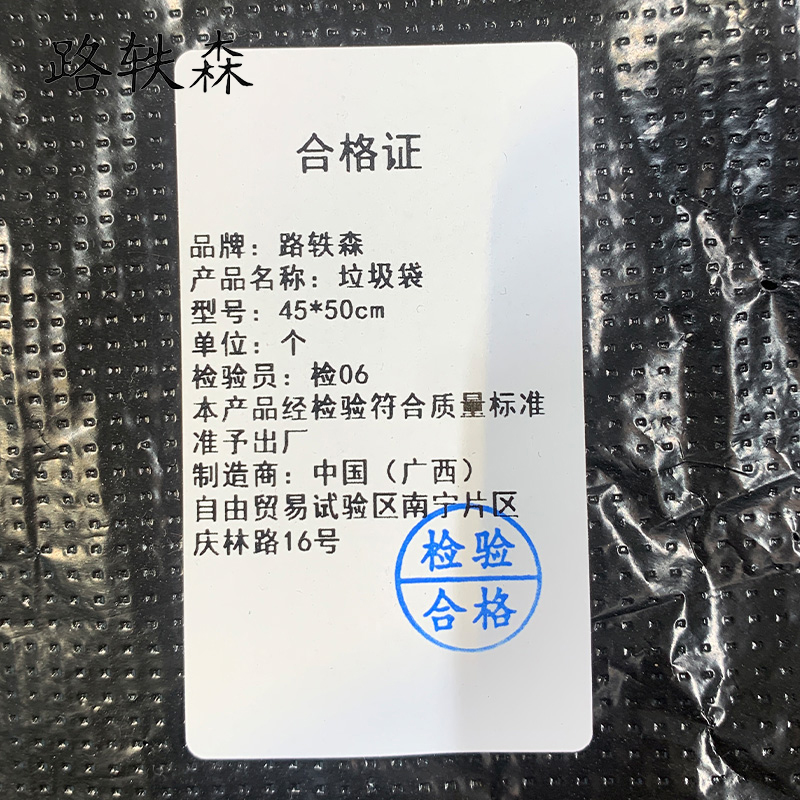 路轶森
合格证
品牌：路轶森
产品名称：垃圾袋
型号：45*50cm
单位：个
检验员：检06
本产品经检验符合质量标准
准予出厂
制造商：中国（广西）
自由贸易试验区南宁片区
庆林路16号
检验
合格